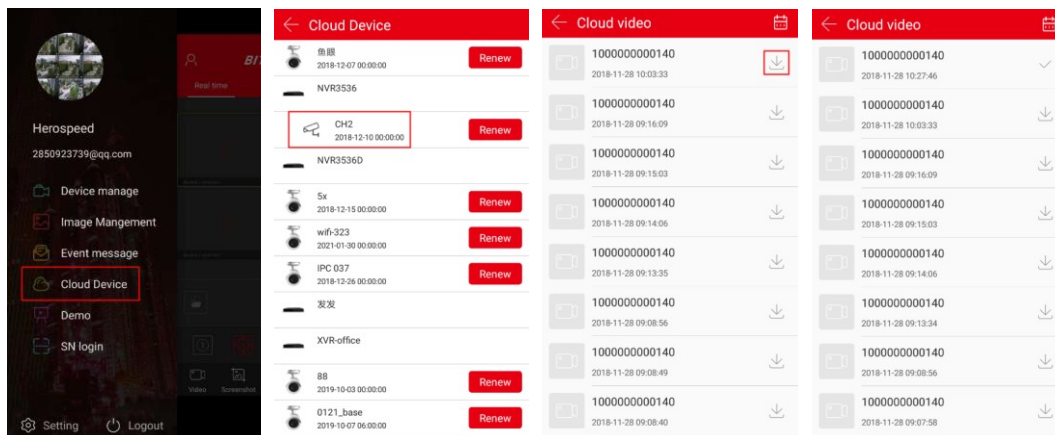 Herospeed
2850923739@qq.com
Device manage
Image Mangement
Event message
Cloud Device
Demo
SN login
Setting
Logout
BIT
Real time
Video
Screenshot
Cloud Device
鱼眼
2018-12-07 00:00:00
Renew
NVR3536
CH2
2018-12-10 00:00:00
Renew
NVR3536D
5x
2018-12-15 00:00:00
Renew
wifi-323
2021-01-30 00:00:00
Renew
IPC 037
2018-12-26 00:00:00
Renew
发发
XVR-office
88
2019-10-03 00:00:00
Renew
0121_base
2019-10-07 06:00:00
Renew
Cloud video
1000000000140
2018-11-28 10:03:33
1000000000140
2018-11-28 09:16:09
1000000000140
2018-11-28 09:15:03
1000000000140
2018-11-28 09:14:06
1000000000140
2018-11-28 09:13:35
1000000000140
2018-11-28 09:08:56
1000000000140
2018-11-28 09:08:49
1000000000140
2018-11-28 09:08:40
Cloud video
1000000000140
2018-11-28 10:27:46
1000000000140
2018-11-28 10:03:33
1000000000140
2018-11-28 09:16:09
1000000000140
2018-11-28 09:15:03
1000000000140
2018-11-28 09:14:06
1000000000140
2018-11-28 09:13:34
1000000000140
2018-11-28 09:08:56
1000000000140
2018-11-28 09:07:58